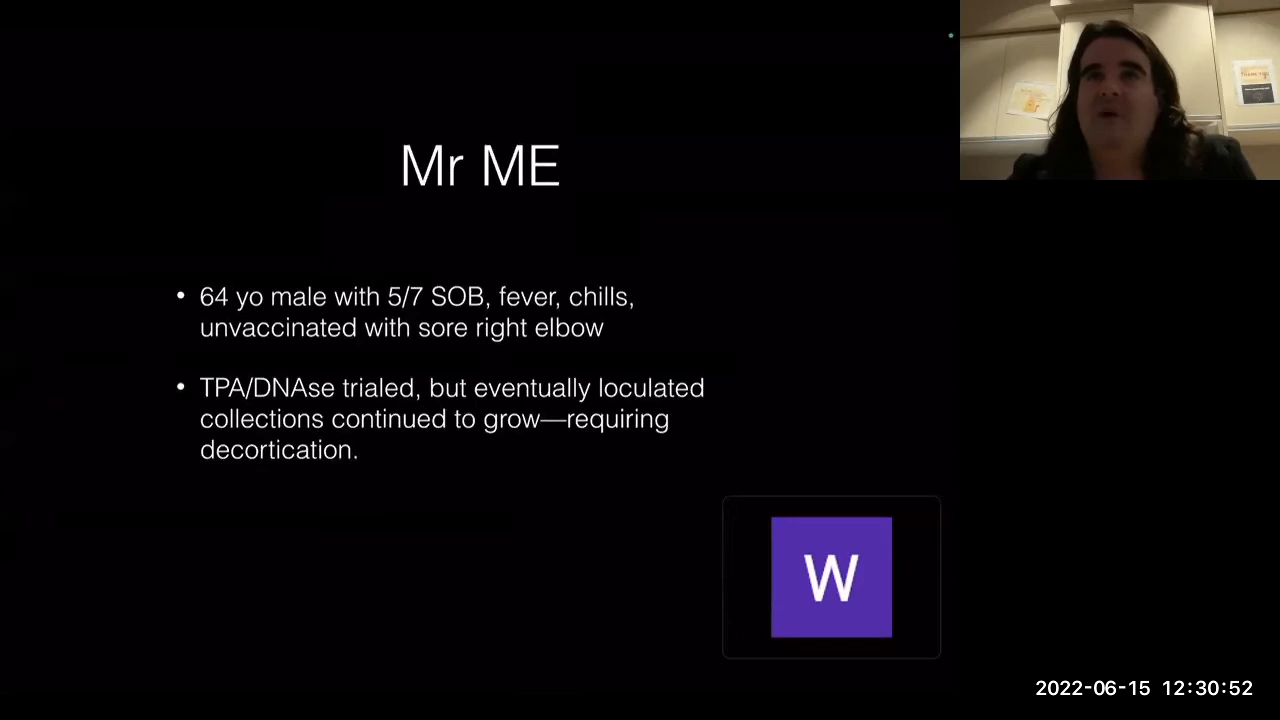 Mr ME
• 64 yo male with 5/7 SOB, fever, chills,
unvaccinated with sore right elbow
• TPA/DNAse trialed, but eventually loculated
collections continued to grow—requiring
decortication.
W
2022-06-15 12:30:52